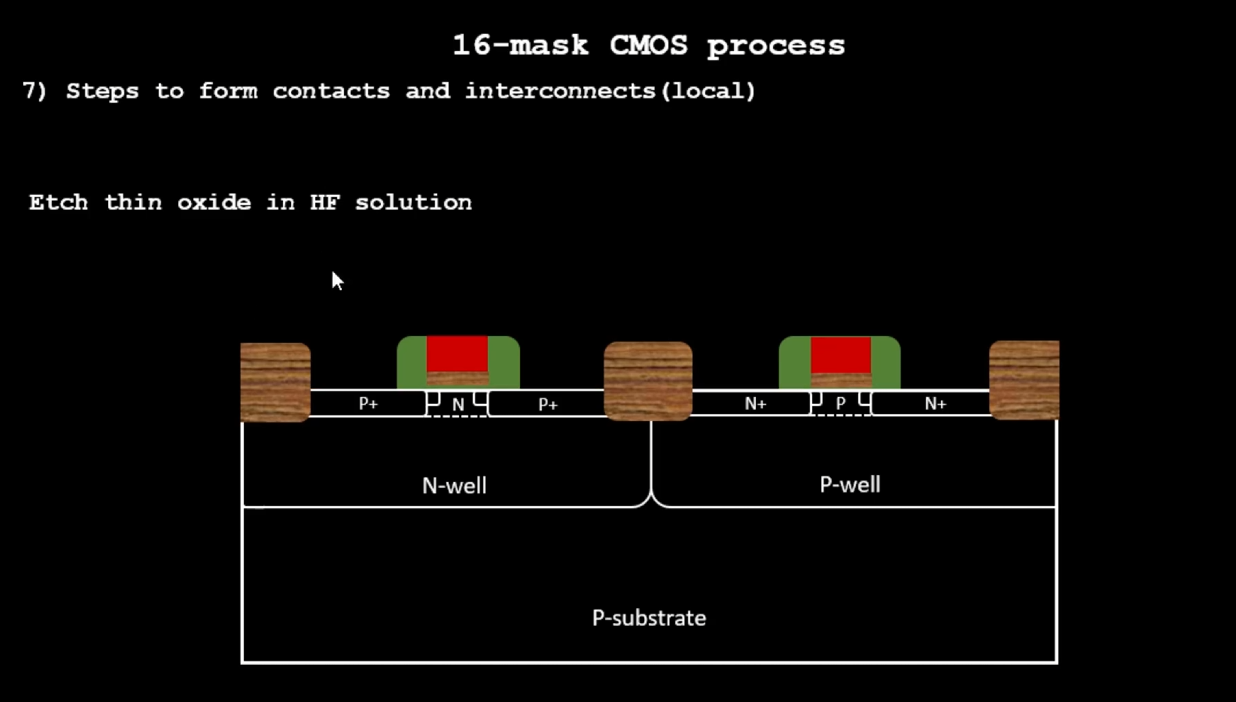 16-mask CMOS process
7) Steps to form contacts and interconnects(local)
Etch thin oxide in HF solution
P+ N P+ N+ P N+
N-well P-well
P-substrate